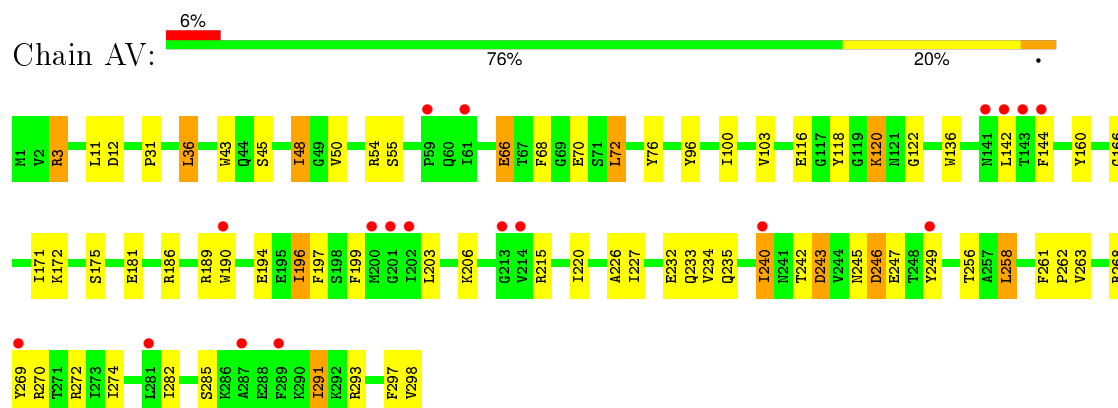 6%
Chain AV:
76% 20% •
M1 V2 R3 L11 D12 P31 L36 W43 Q44 S45 I48 G49 V50 R54 S55 P59 Q60 I61 E66 T67 F68 G69 E70 S71 L72 Y76 Y96 I100 V103 E116 G117 Y118 G119 K120 N121 G122 W136 N141 L142 T143 F144 Y160
I171 K172 S175 E181 R186 R189 W190 E194 E195 I196 F197 S198 F199 M200 G201 I202 L203 K206 G213 V214 R215 I220 A226 I227 E232 Q233 V234 Q235 I240 N241 T242 D243 V244 N245 D246 E247 T248 Y249 T256 A257 L258 F261 P262 V263
Y269 R270 T271 R272 I273 I274 L281 I282 S285 K286 A287 E288 F289 K290 I291 K292 R293 F297 V298